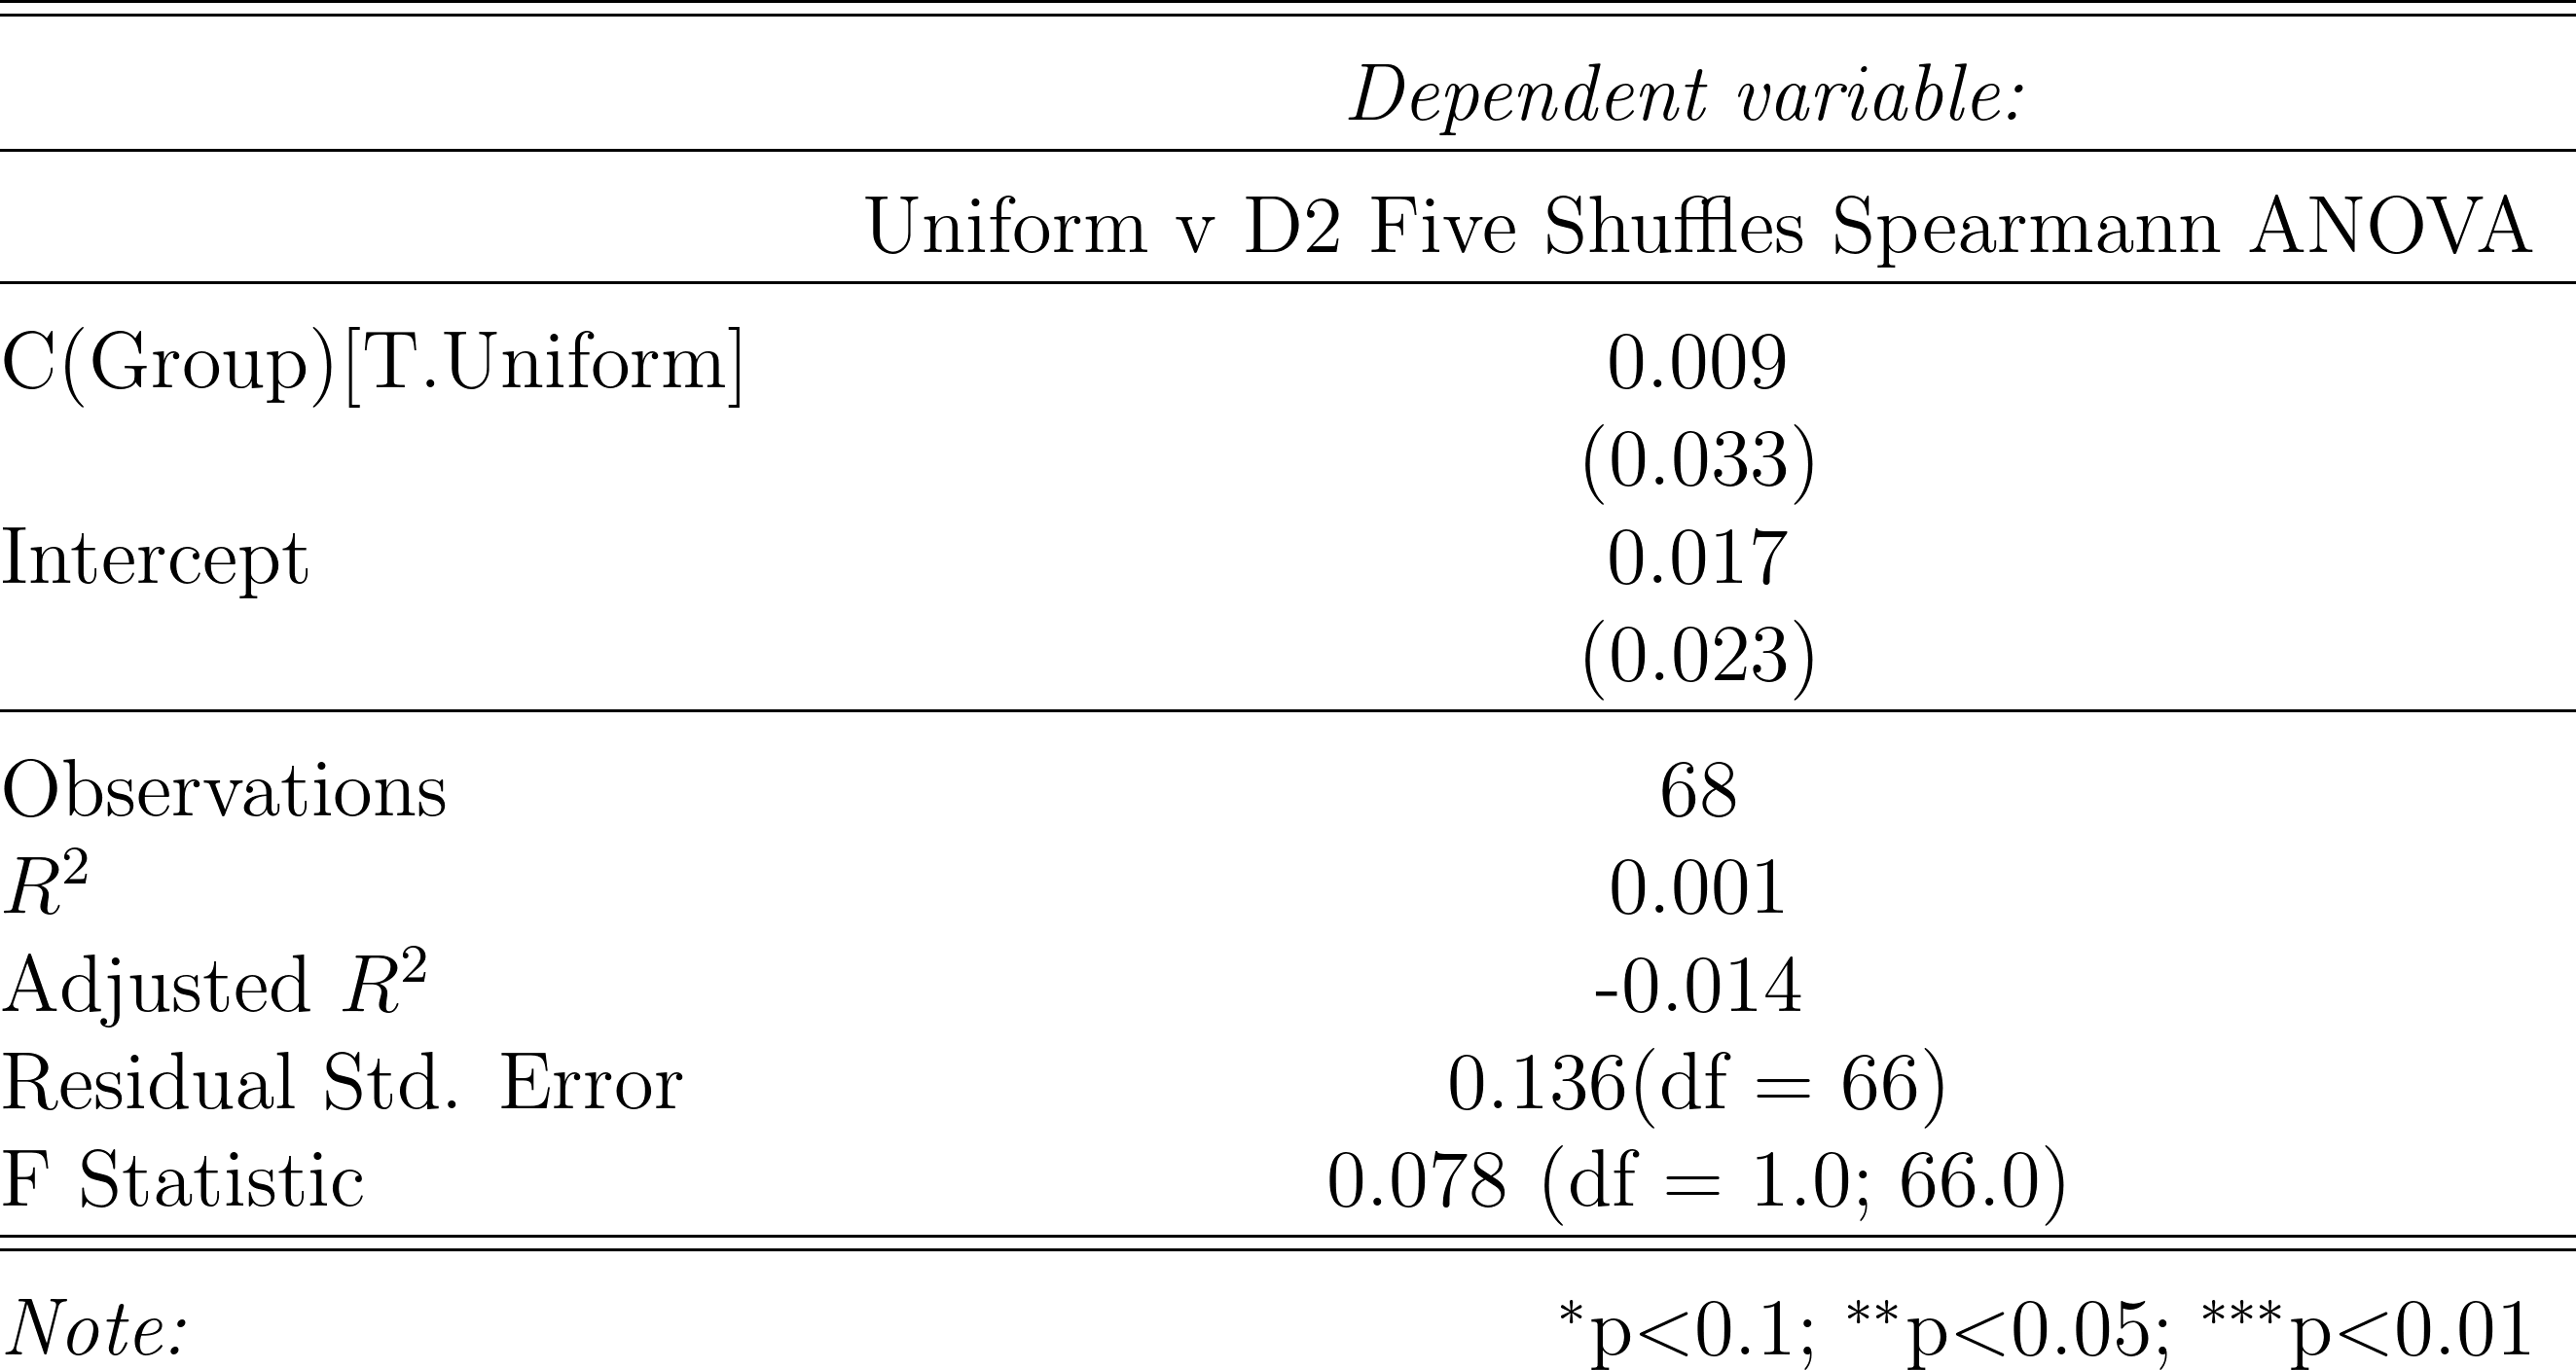 Dependent variable:
Uniform v D2 Five Shuffles Spearmann ANOVA
C(Group)[T.Uniform] 0.009
(0.033)
Intercept 0.017
(0.023)
Observations 68
R² 0.001
Adjusted R² -0.014
Residual Std. Error 0.136(df = 66)
F Statistic 0.078 (df = 1.0; 66.0)
Note: *p<0.1; **p<0.05; ***p<0.01